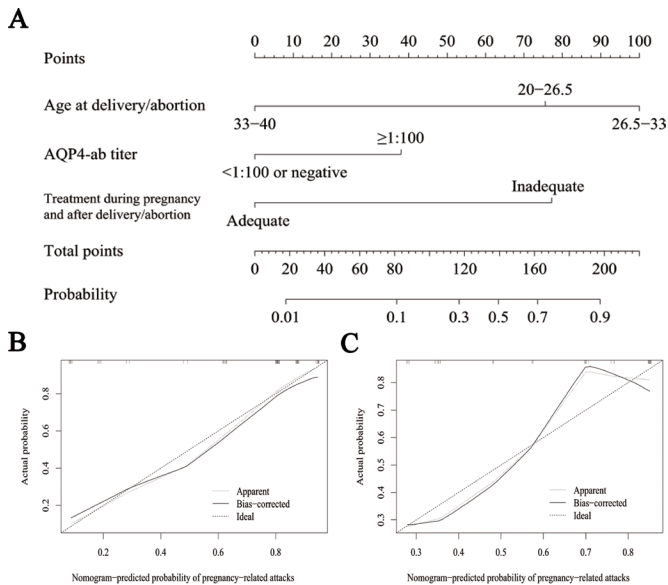 A
Points
0 10 20 30 40 50 60 70 80 90 100
Age at delivery/abortion
20−26.5
33−40
26.5−33
AQP4-ab titer
≥1:100
<1:100 or negative
Treatment during pregnancy
and after delivery/abortion
Inadequate
Adequate
Total points
0 20 40 60 80 120 160 200
Probability
0.01 0.1 0.3 0.5 0.7 0.9
B
Actual probability
0.8
0.6
0.4
0.2
Apparent
Bias−corrected
Ideal
0.2 0.4 0.6 0.8
Nomogram−predicted probability of pregnancy−related attacks
C
Actual probability
0.8
0.7
0.6
0.5
0.4
0.3
Apparent
Bias−corrected
Ideal
0.3 0.4 0.5 0.6 0.7 0.8
Nomogram−predicted probability of pregnancy−related attacks